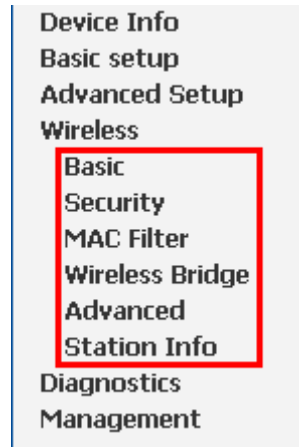 Device Info
Basic setup
Advanced Setup
Wireless
Basic
Security
MAC Filter
Wireless Bridge
Advanced
Station Info
Diagnostics
Management